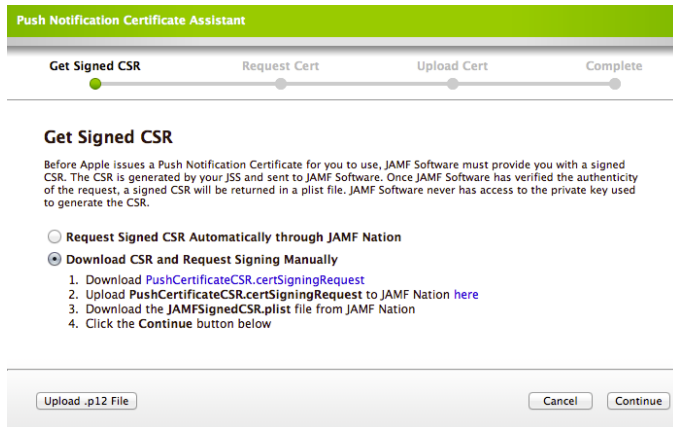 Push Notification Certificate Assistant
Get Signed CSR Request Cert Upload Cert Complete
Get Signed CSR
Before Apple issues a Push Notification Certificate for you to use, JAMF Software must provide you with a signed
CSR. The CSR is generated by your JSS and sent to JAMF Software. Once JAMF Software has verified the authenticity
of the request, a signed CSR will be returned in a plist file. JAMF Software never has access to the private key used
to generate the CSR.
Request Signed CSR Automatically through JAMF Nation
Download CSR and Request Signing Manually
1. Download PushCertificateCSR.certSigningRequest
2. Upload PushCertificateCSR.certSigningRequest to JAMF Nation here
3. Download the JAMFSignedCSR.plist file from JAMF Nation
4. Click the Continue button below
Upload .p12 File Cancel Continue